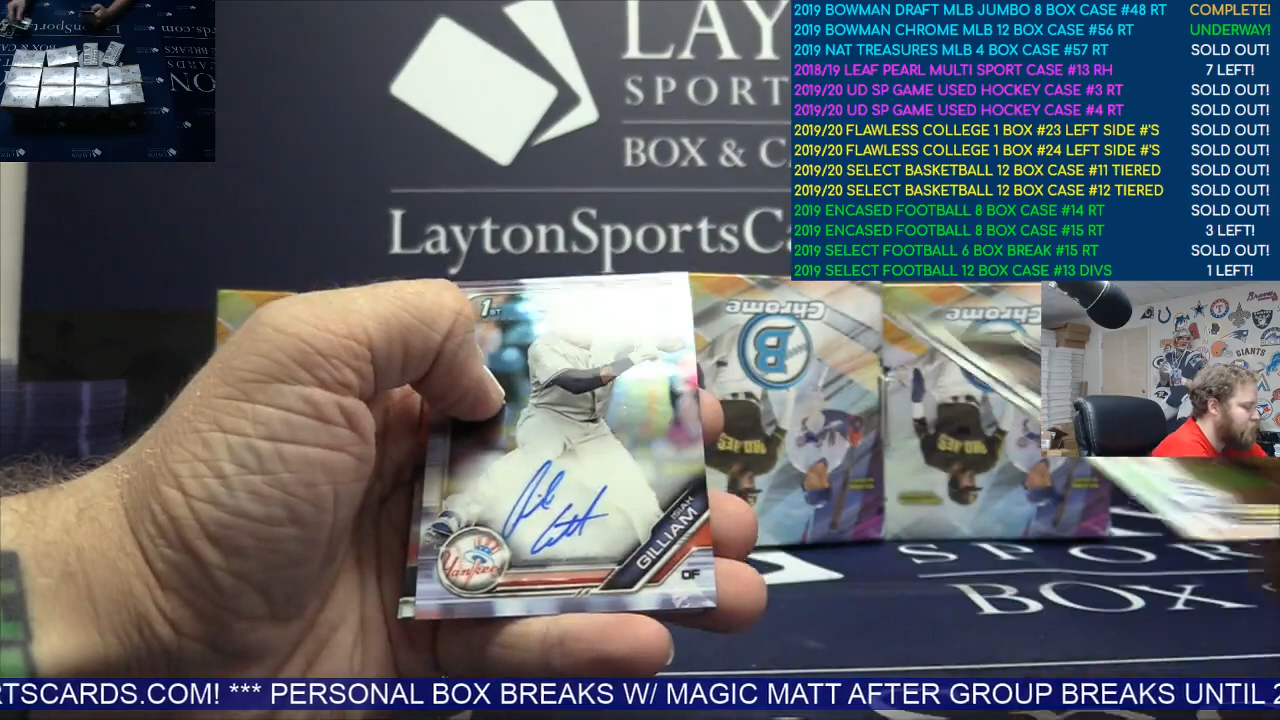 2019 BOWMAN DRAFT MLB JUMBO 8 BOX CASE #48 RT COMPLETE!
2019 BOWMAN CHROME MLB 12 BOX CASE #56 RT UNDERWAY!
2019 NAT TREASURES MLB 4 BOX CASE #57 RT SOLD OUT!
2018/19 LEAF PEARL MULTI SPORT CASE #13 RH 7 LEFT!
2019/20 UD SP GAME USED HOCKEY CASE #3 RT SOLD OUT!
2019/20 UD SP GAME USED HOCKEY CASE #4 RT SOLD OUT!
2019/20 FLAWLESS COLLEGE 1 BOX #23 LEFT SIDE #'S SOLD OUT!
2019/20 FLAWLESS COLLEGE 1 BOX #24 LEFT SIDE #'S SOLD OUT!
2019/20 SELECT BASKETBALL 12 BOX CASE #11 TIERED SOLD OUT!
2019/20 SELECT BASKETBALL 12 BOX CASE #12 TIERED SOLD OUT!
2019 ENCASED FOOTBALL 8 BOX CASE #14 RT SOLD OUT!
2019 ENCASED FOOTBALL 8 BOX CASE #15 RT 3 LEFT!
2019 SELECT FOOTBALL 6 BOX BREAK #15 RT SOLD OUT!
2019 SELECT FOOTBALL 12 BOX CASE #13 DIVS 1 LEFT!
LAY
SPORT
BOX & C
LaytonSportsCa
1ST
Chrome
B
Chrome
GIANTS
ISIAH
GILLIAM
OF
Yankees
SPOR
BOX
RTSCARDS.COM! *** PERSONAL BOX BREAKS W/ MAGIC MATT AFTER GROUP BREAKS UNTIL 2